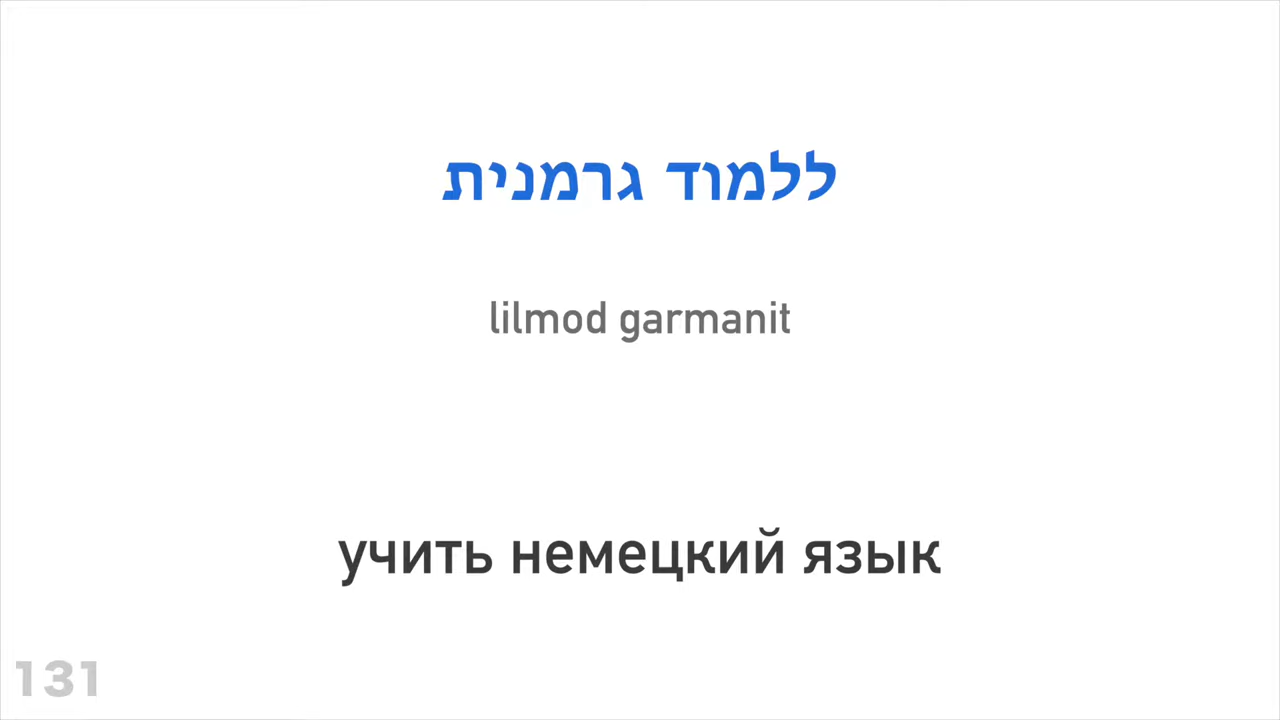 ללמוד גרמנית
lilmod garmanit
учить немецкий язык
131